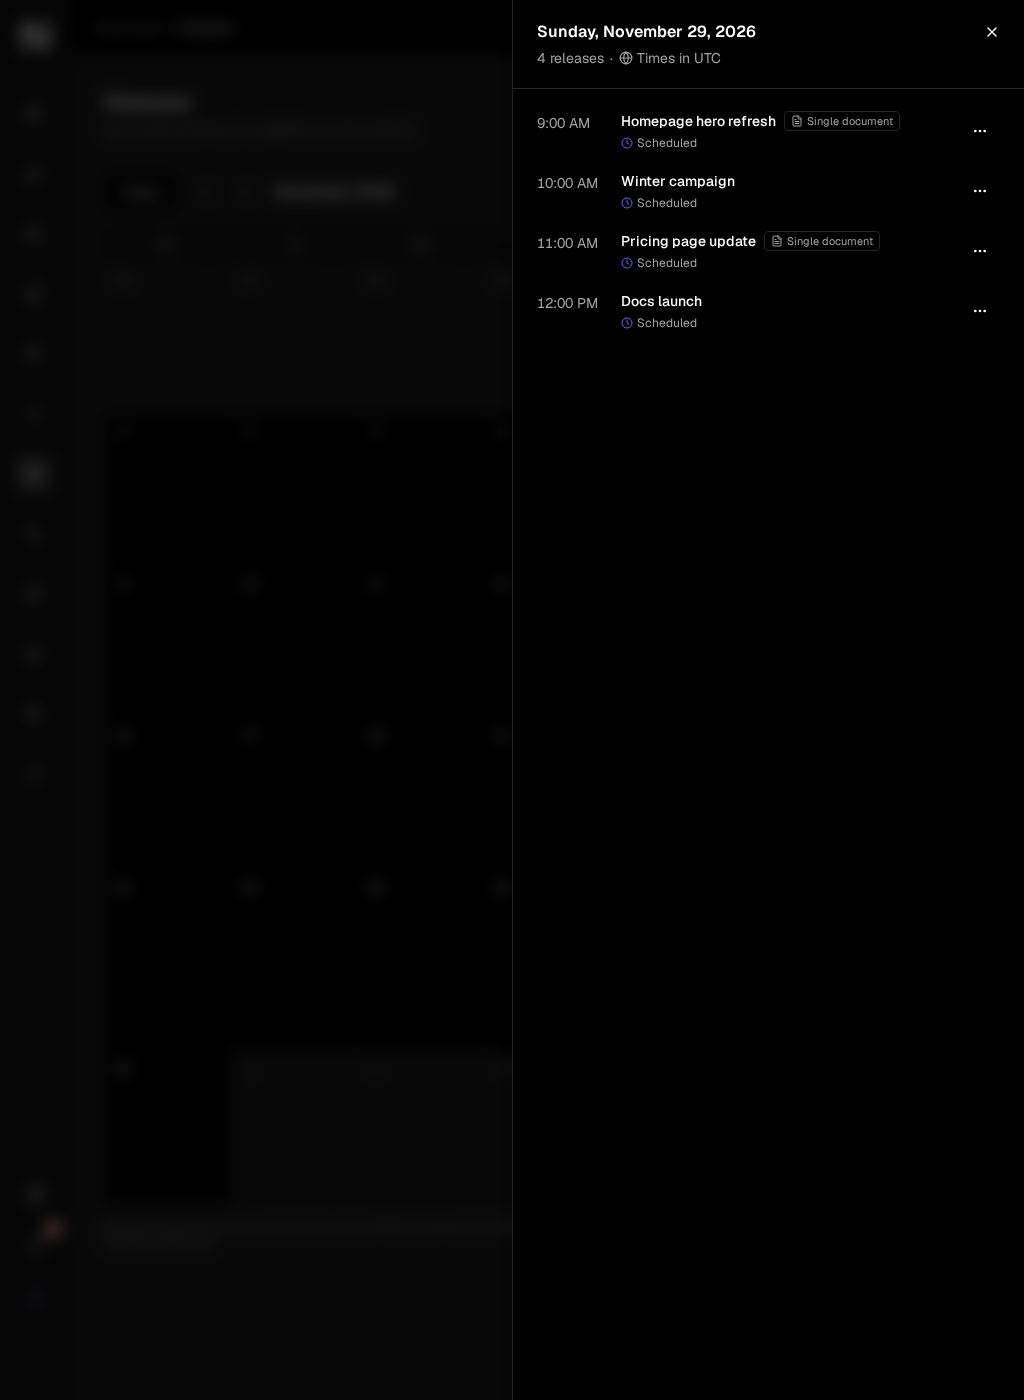 Sunday, November 29, 2026
4 releases · Times in UTC
9:00 AM Homepage hero refresh Single document
Scheduled
10:00 AM Winter campaign
Scheduled
11:00 AM Pricing page update Single document
Scheduled
12:00 PM Docs launch
Scheduled